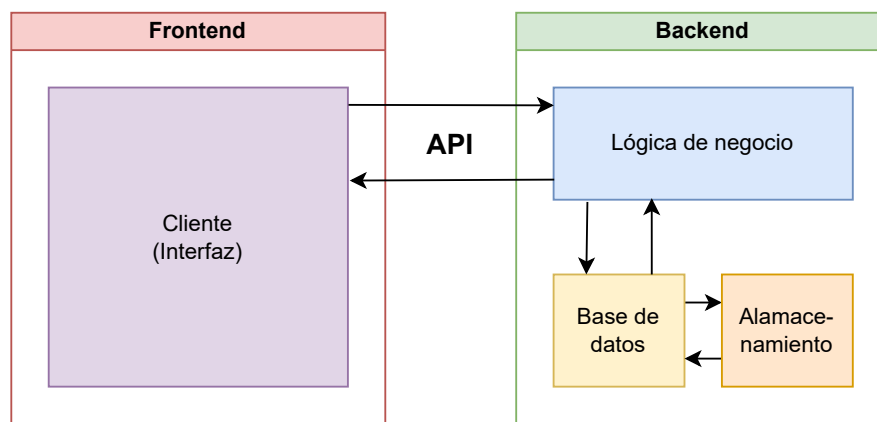 Frontend
Backend
Cliente
(Interfaz)
API
Lógica de negocio
Base de
datos
Alamace-
namiento